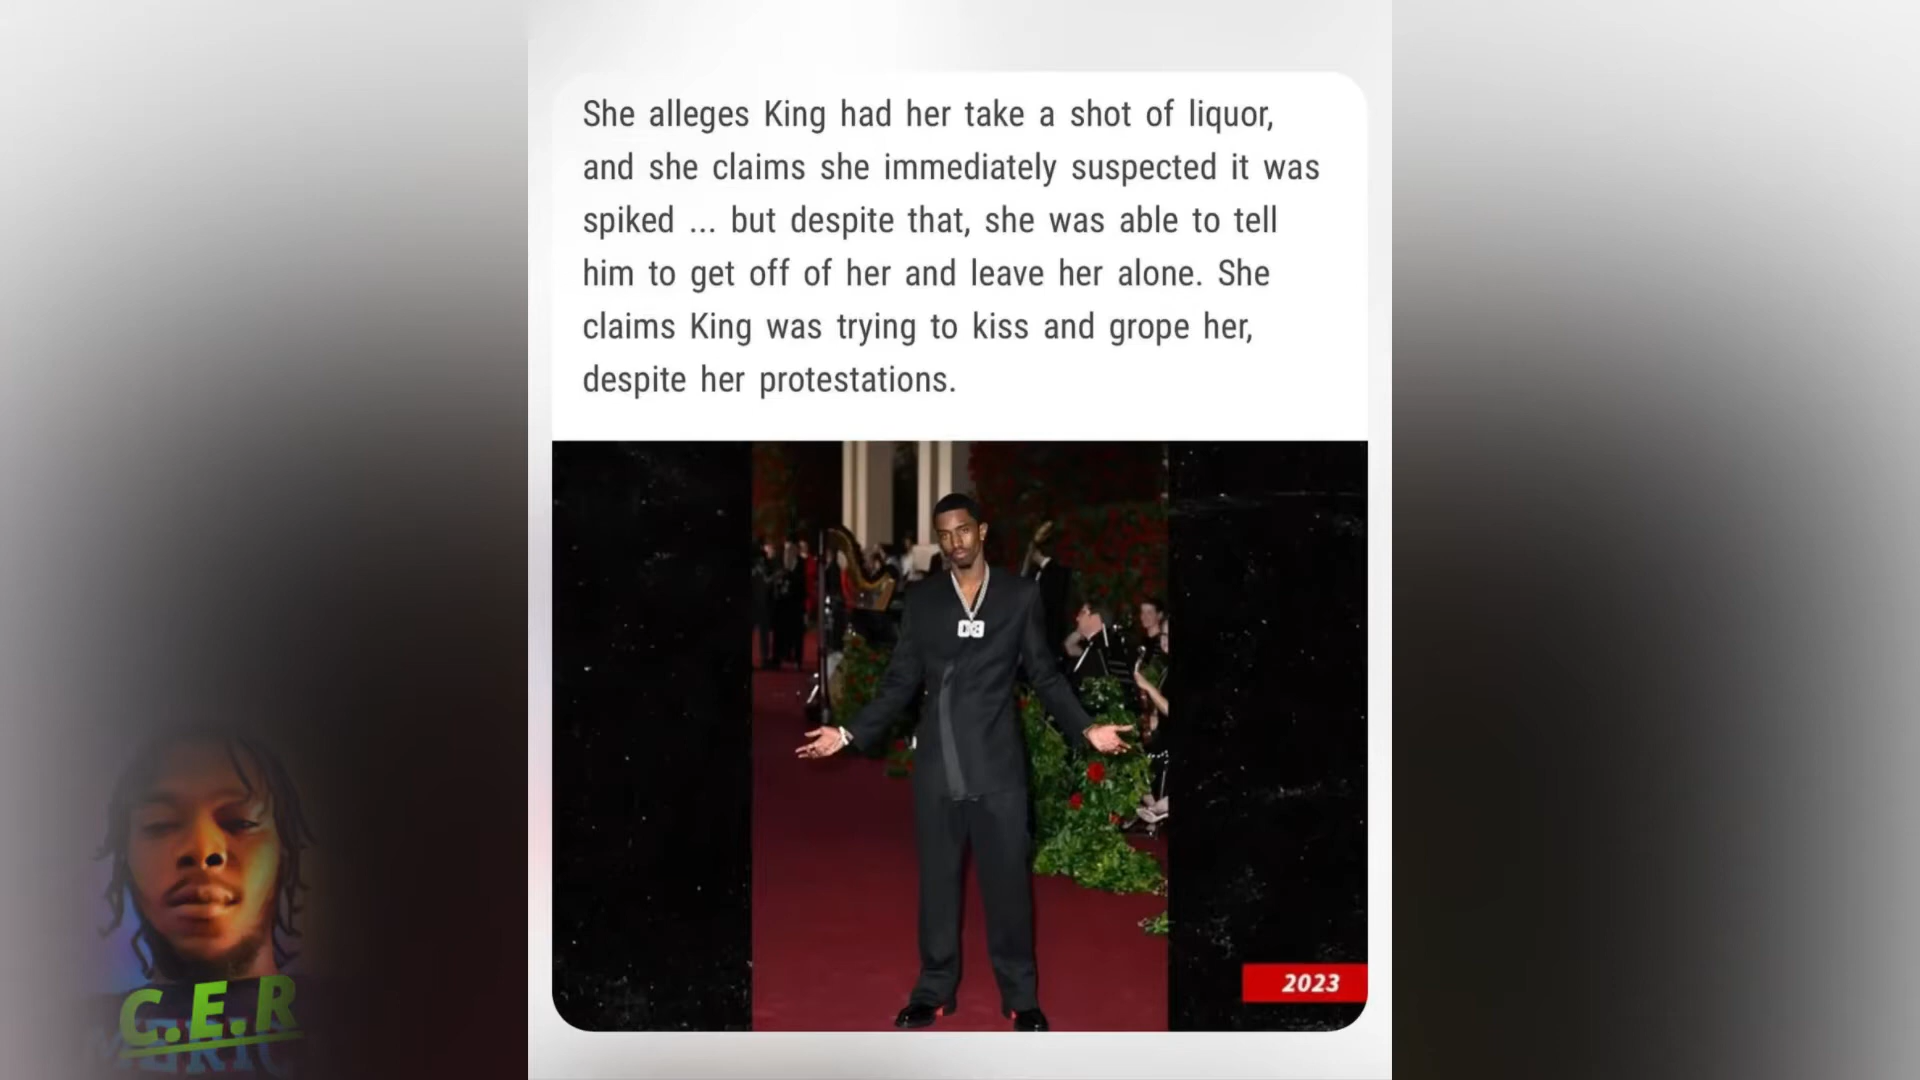 She alleges King had her take a shot of liquor,
and she claims she immediately suspected it was
spiked ... but despite that, she was able to tell
him to get off of her and leave her alone. She
claims King was trying to kiss and grope her,
despite her protestations.
2023
C.E.R